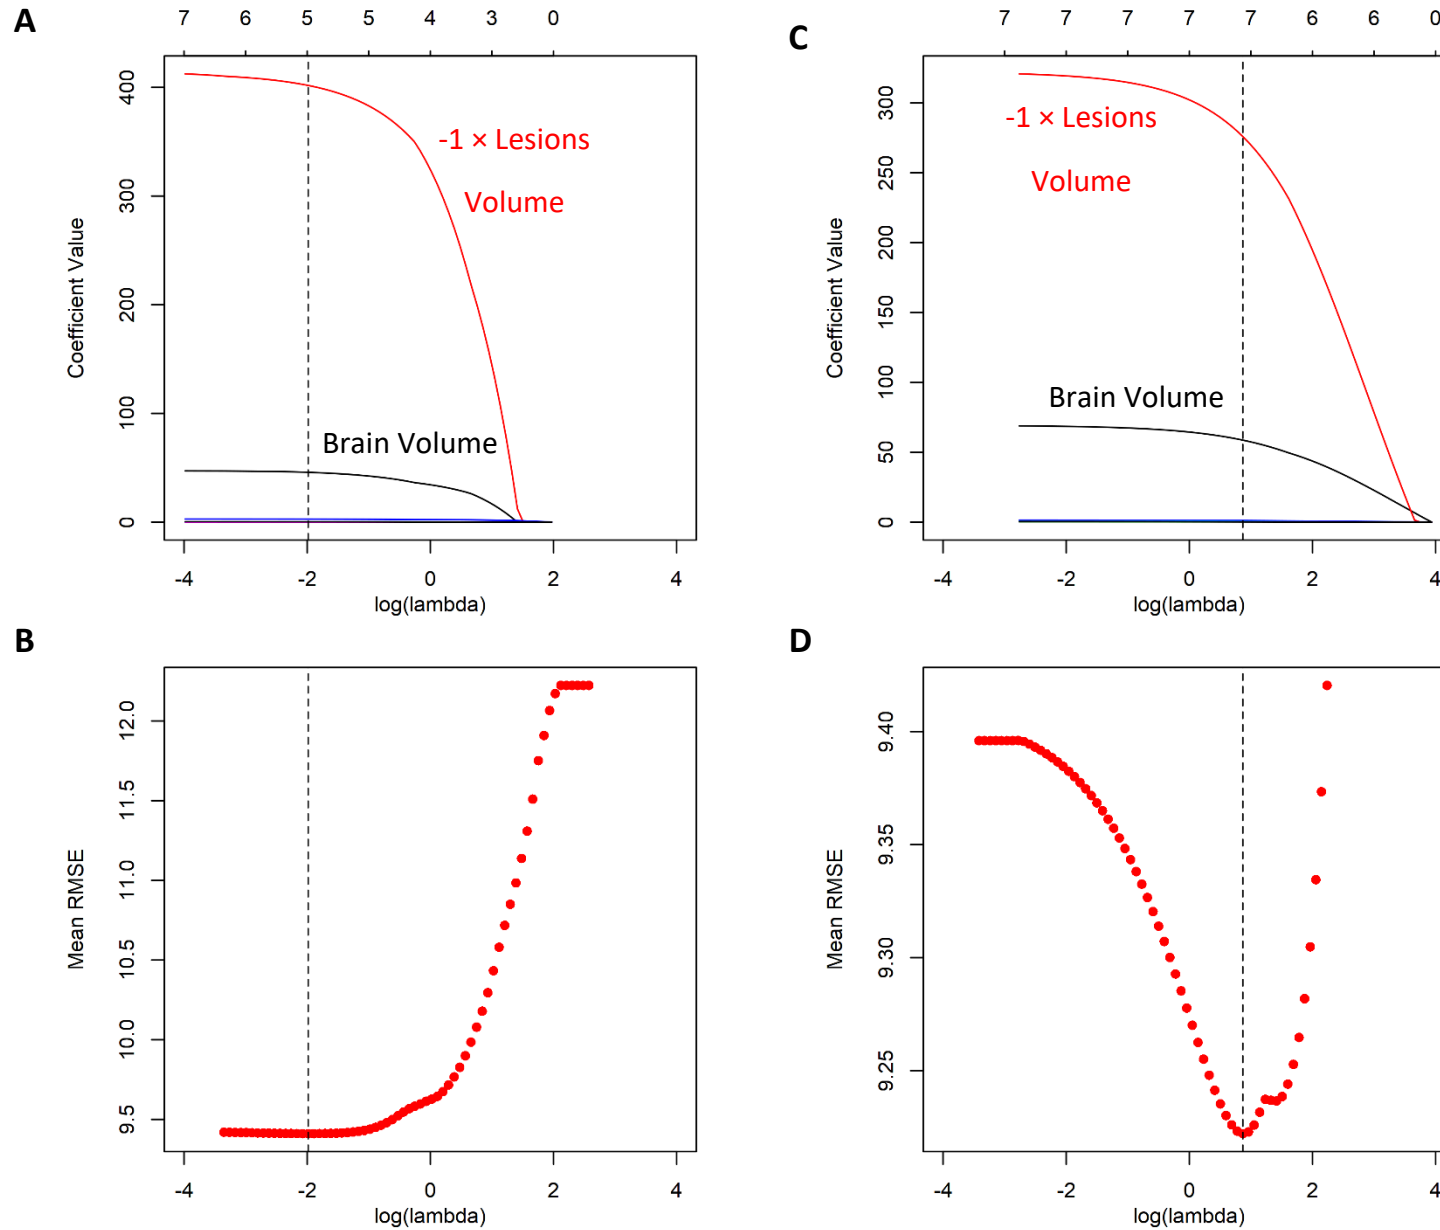 A
7 6 5 5 4 3 0
400
300
200
100
0
Coefficient Value
-1 × Lesions
Volume
Brain Volume
-4 -2 0 2 4
log(lambda)
C
7 7 7 7 7 6 6 0
300
250
200
150
100
50
0
Coefficient Value
-1 × Lesions
Volume
Brain Volume
-4 -2 0 2 4
log(lambda)
B
12.0
11.5
11.0
10.5
10.0
9.5
Mean RMSE
-4 -2 0 2 4
log(lambda)
D
9.40
9.35
9.30
9.25
Mean RMSE
-4 -2 0 2 4
log(lambda)